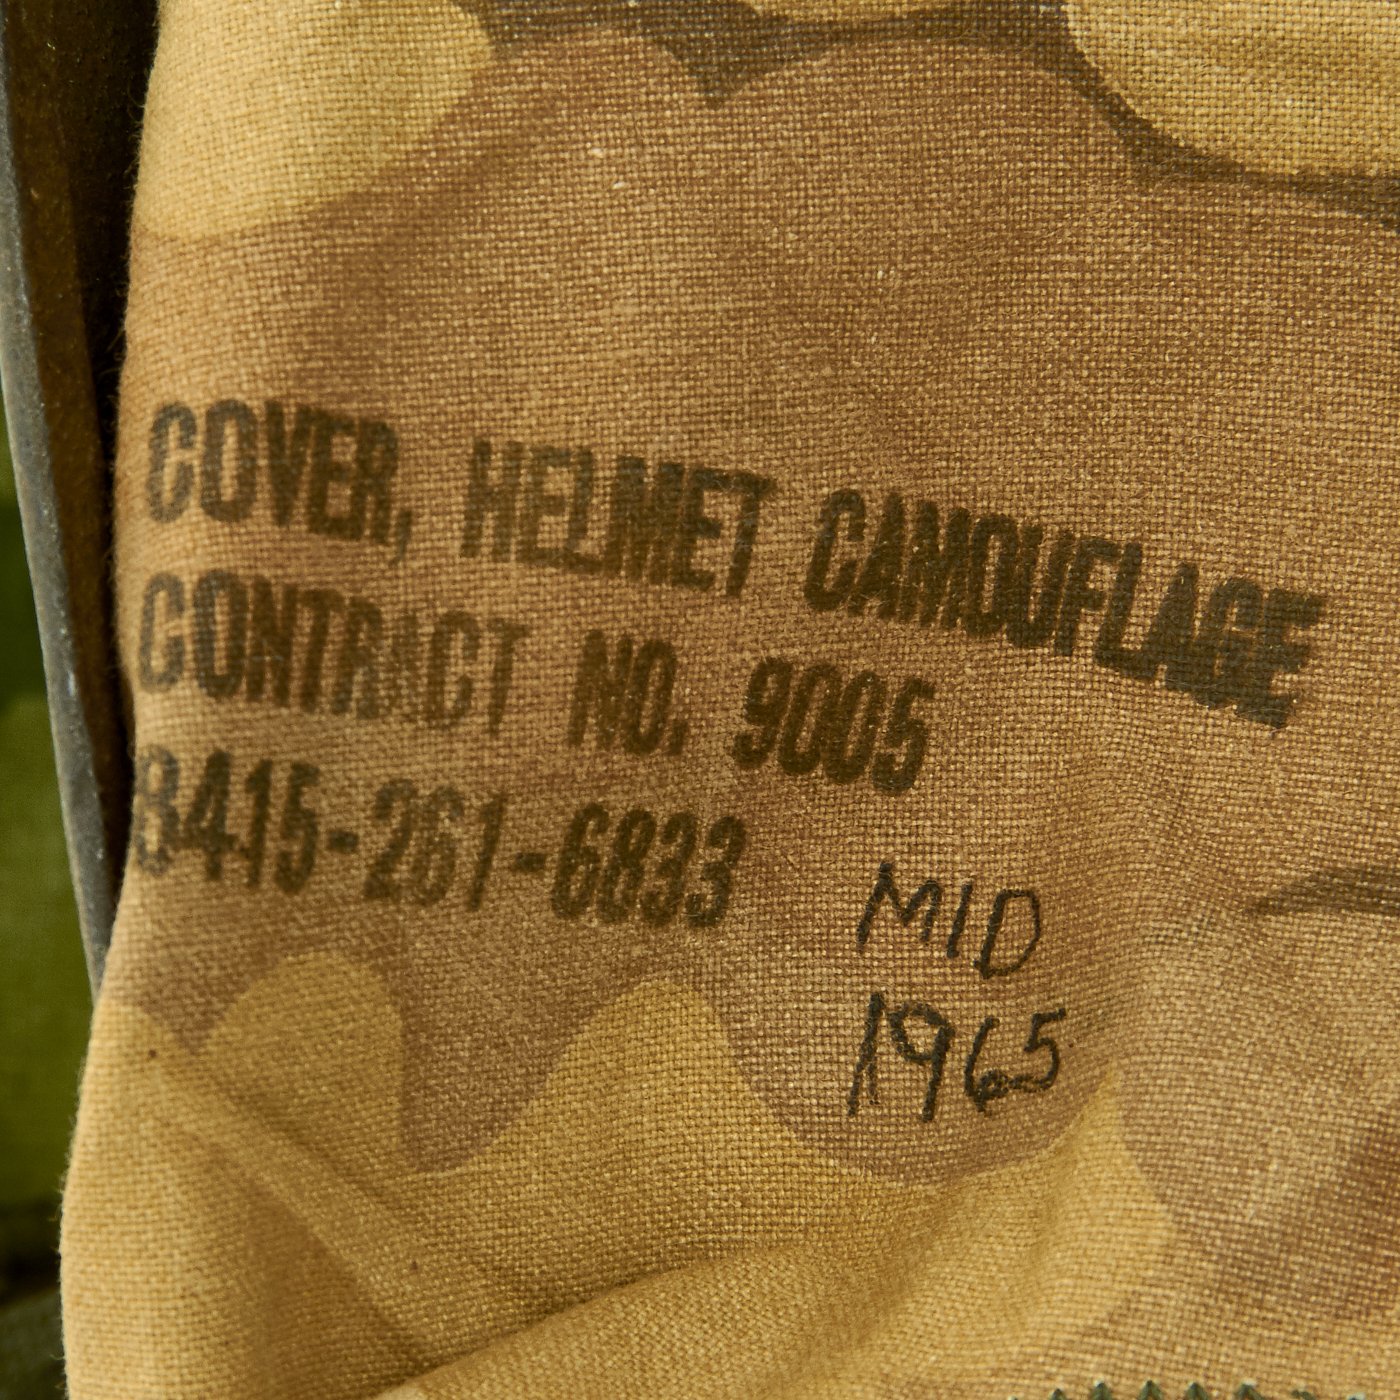 COVER, HELMET CAMOUFLAGE
CONTRACT NO. 9005
8415-261-6833
MID
1965